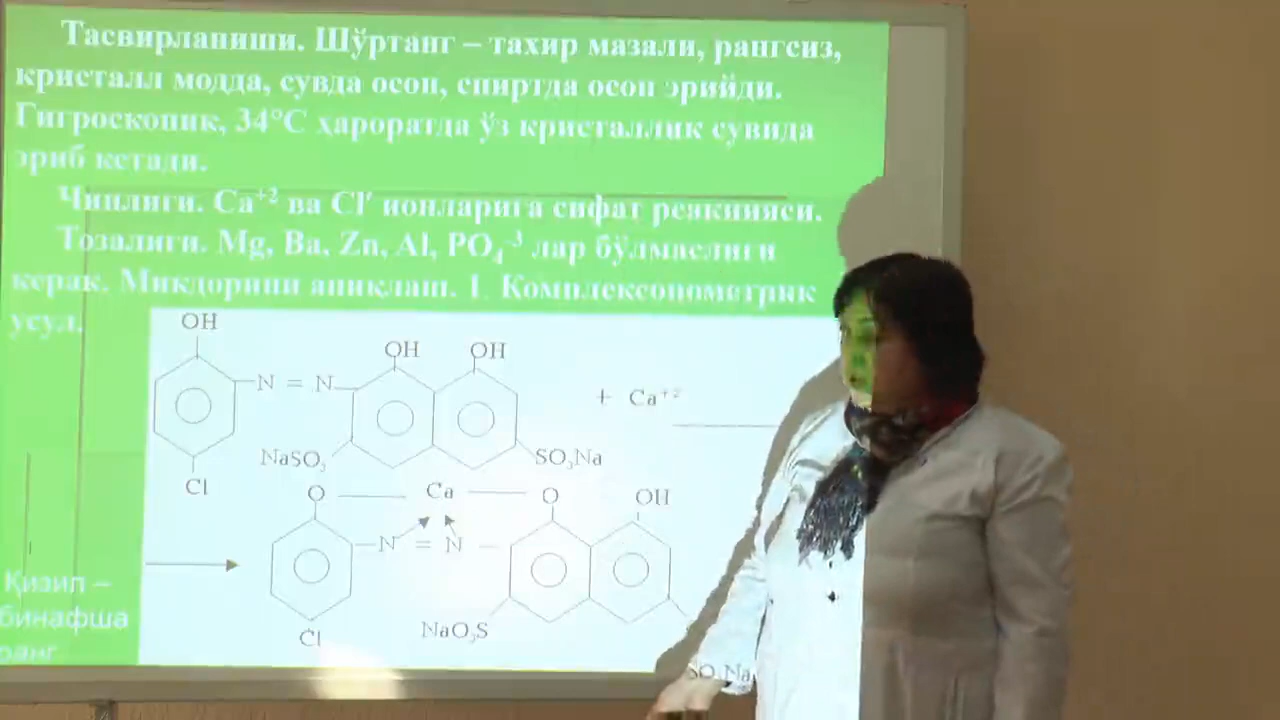 Тасвирланиши. Шўртанг – тахир мазали, рангсиз,
кристалл модда, сувда осон, спиртда осон эрийди.
Гигроскопик, 34°С ҳароратда ўз кристаллик сувида
эриб кетади.
Чинлиги. Ca⁺² ва Cl′ ионларига сифат реакцияси.
Тозалиги. Mg, Ba, Zn, Al, PO₄⁻³ лар бўлмаслиги
керак. Миқдорини аниқлаш. 1. Комплексонометрик
усул.
OH
OH OH
N = N
+ Ca⁺²
NaSO₃ SO₃Na
Cl
O Ca O OH
N = N
Қизил –
бинафша
ранг
Cl NaO₃S
SO₃Na